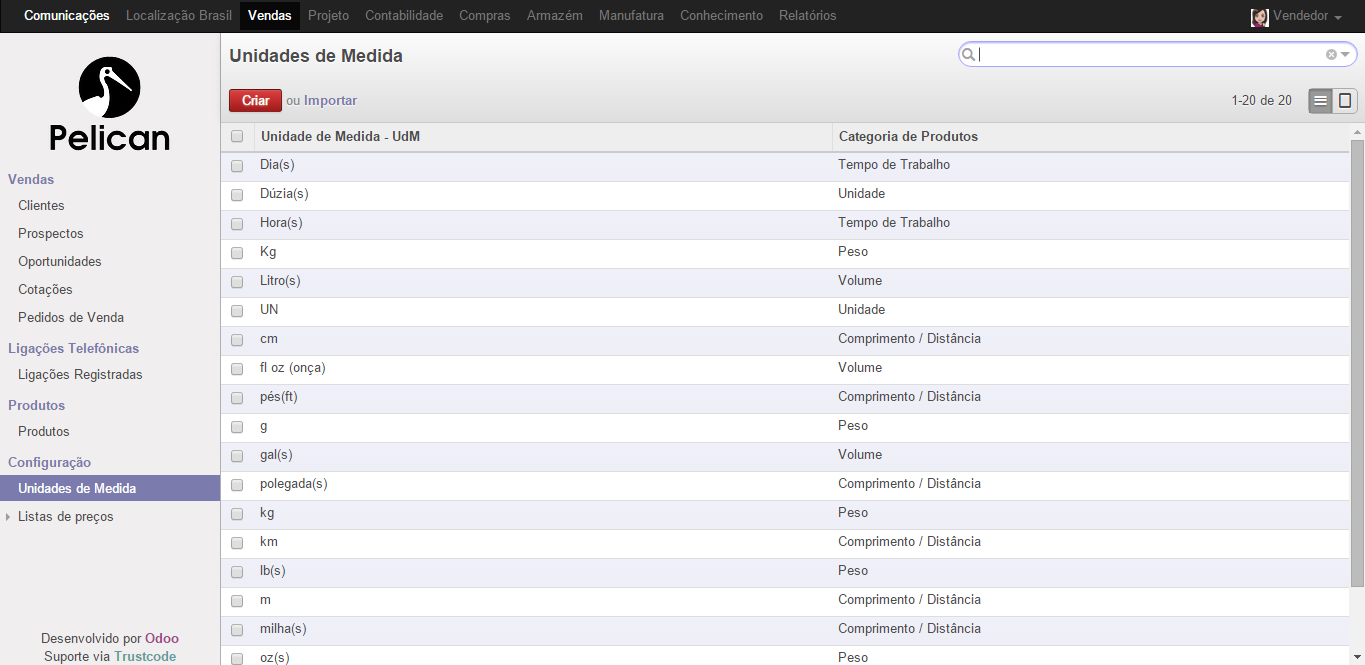 Comunicações Localização Brasil Vendas Projeto Contabilidade Compras Armazém Manufatura Conhecimento Relatórios Vendedor
Pelican
Vendas
Clientes
Prospectos
Oportunidades
Cotações
Pedidos de Venda
Ligações Telefónicas
Ligações Registradas
Produtos
Produtos
Configuração
Unidades de Medida
Listas de preços
Desenvolvido por Odoo
Suporte via Trustcode
Unidades de Medida
Criar ou Importar 1-20 de 20
Unidade de Medida - UdM Categoria de Produtos
Dia(s) Tempo de Trabalho
Dúzia(s) Unidade
Hora(s) Tempo de Trabalho
Kg Peso
Litro(s) Volume
UN Unidade
cm Comprimento / Distância
fl oz (onça) Volume
pés(ft) Comprimento / Distância
g Peso
gal(s) Volume
polegada(s) Comprimento / Distância
kg Peso
km Comprimento / Distância
lb(s) Peso
m Comprimento / Distância
milha(s) Comprimento / Distância
oz(s) Peso